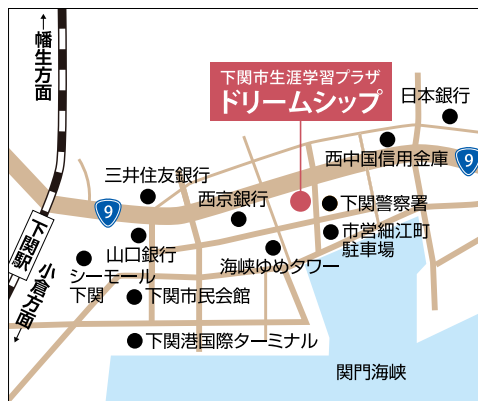 ←幡生方面
下関市生涯学習プラザ
ドリームシップ
日本銀行
西中国信用金庫
9
三井住友銀行
9
西京銀行
下関警察署
市営細江町
駐車場
下関駅
山口銀行
海峡ゆめタワー
シーモール
下関
小倉方面→
下関市民会館
下関港国際ターミナル
関門海峡